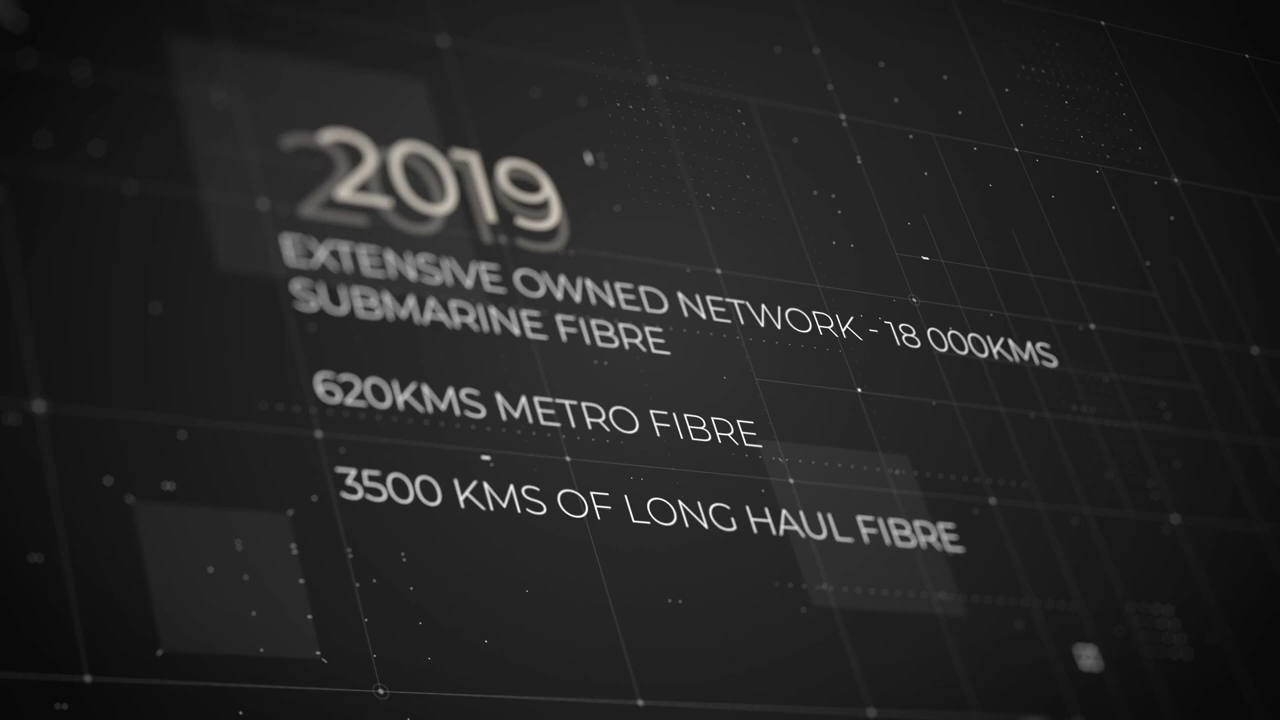 2019
EXTENSIVE OWNED NETWORK - 18 000KMS
SUBMARINE FIBRE
620KMS METRO FIBRE
3500 KMS OF LONG HAUL FIBRE